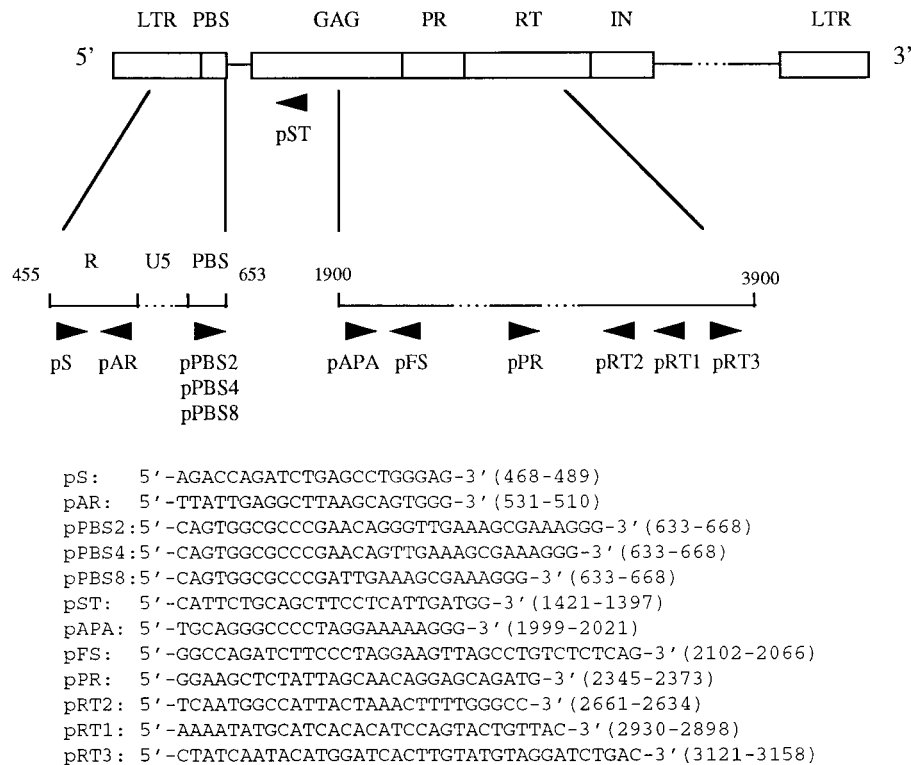 LTR PBS GAG PR RT IN LTR
5' 3'
pST
R U5 PBS
455 653 1900 3900
pS pAR pPBS2 pAPA pFS pPR pRT2 pRT1 pRT3
pPBS4
pPBS8
pS: 5'-AGACCAGATCTGAGCCTGGGAG-3'(468-489)
pAR: 5'-TTATTGAGGCTTAAGCAGTGGG-3'(531-510)
pPBS2:5'-CAGTGGCGCCCGAACAGGGTTGAAAGCGAAAGGG-3'(633-668)
pPBS4:5'-CAGTGGCGCCCGAACAGTTGAAAGCGAAAGGG-3'(633-668)
pPBS8:5'-CAGTGGCGCCCGATTGAAAGCGAAAGGG-3'(633-668)
pST: 5'-CATTCTGCAGCTTCCTCATTGATGG-3'(1421-1397)
pAPA: 5'-TGCAGGGCCCCTAGGAAAAAGGG-3'(1999-2021)
pFS: 5'-GGCCAGATCTTCCCTAGGAAGTTAGCCTGTCTCTCAG-3'(2102-2066)
pPR: 5'-GGAAGCTCTATTAGCAACAGGAGCAGATG-3'(2345-2373)
pRT2: 5'-TCAATGGCCATTACTAAACTTTTGGGCC-3'(2661-2634)
pRT1: 5'-AAAATATGCATCACACATCCAGTACTGTTAC-3'(2930-2898)
pRT3: 5'-CTATCAATACATGGATCACTTGTATGTAGGATCTGAC-3'(3121-3158)